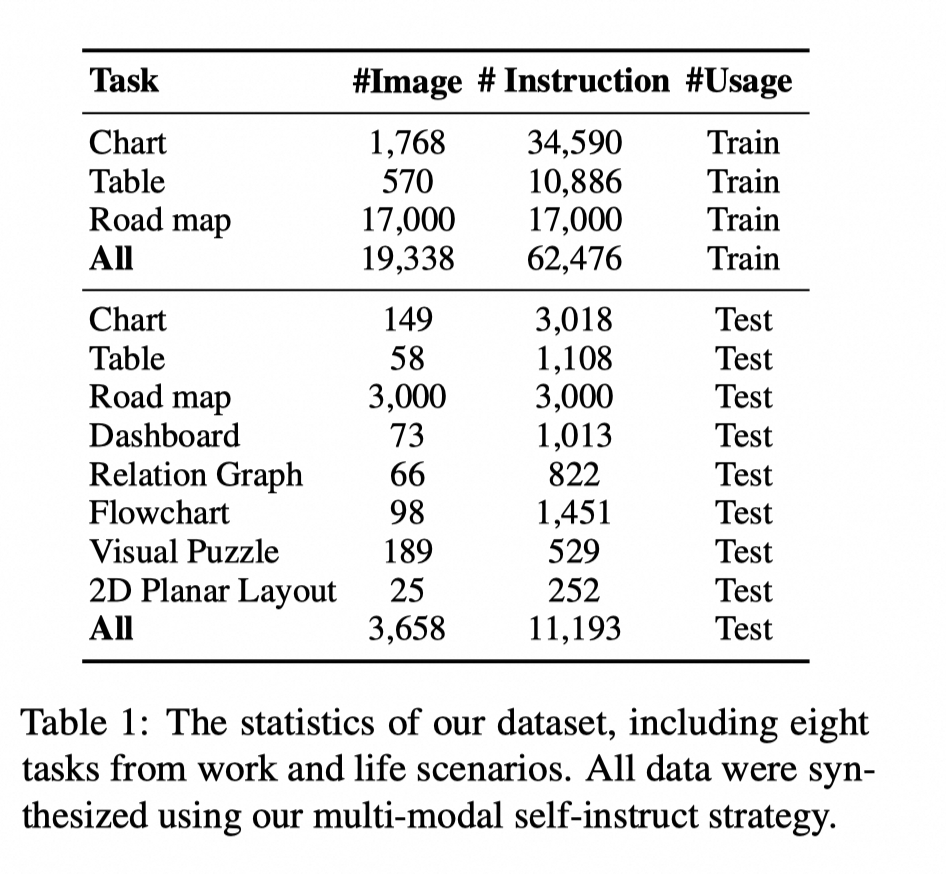 Task #Image # Instruction #Usage
Chart 1,768 34,590 Train
Table 570 10,886 Train
Road map 17,000 17,000 Train
All 19,338 62,476 Train
Chart 149 3,018 Test
Table 58 1,108 Test
Road map 3,000 3,000 Test
Dashboard 73 1,013 Test
Relation Graph 66 822 Test
Flowchart 98 1,451 Test
Visual Puzzle 189 529 Test
2D Planar Layout 25 252 Test
All 3,658 11,193 Test
Table 1: The statistics of our dataset, including eight
tasks from work and life scenarios. All data were syn-
thesized using our multi-modal self-instruct strategy.